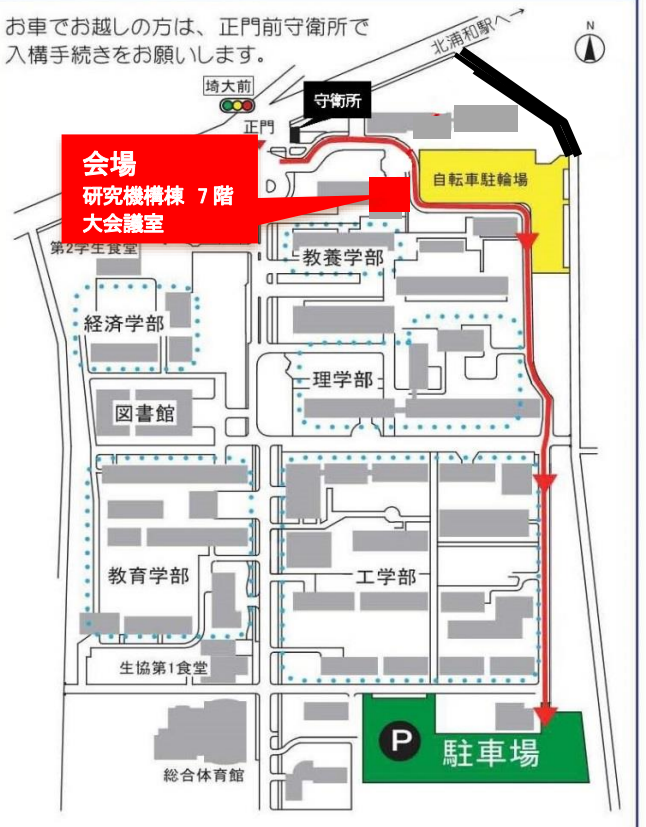 お車でお越しの方は、正門前守衛所で
入構手続きをお願いします。
北浦和駅へ→
N
埼大前
守衛所
正門
会場
研究機構棟 7階
大会議室
自転車駐輪場
第2学生食堂
教養学部
経済学部
理学部
図書館
教育学部
工学部
生協第1食堂
P
駐車場
総合体育館